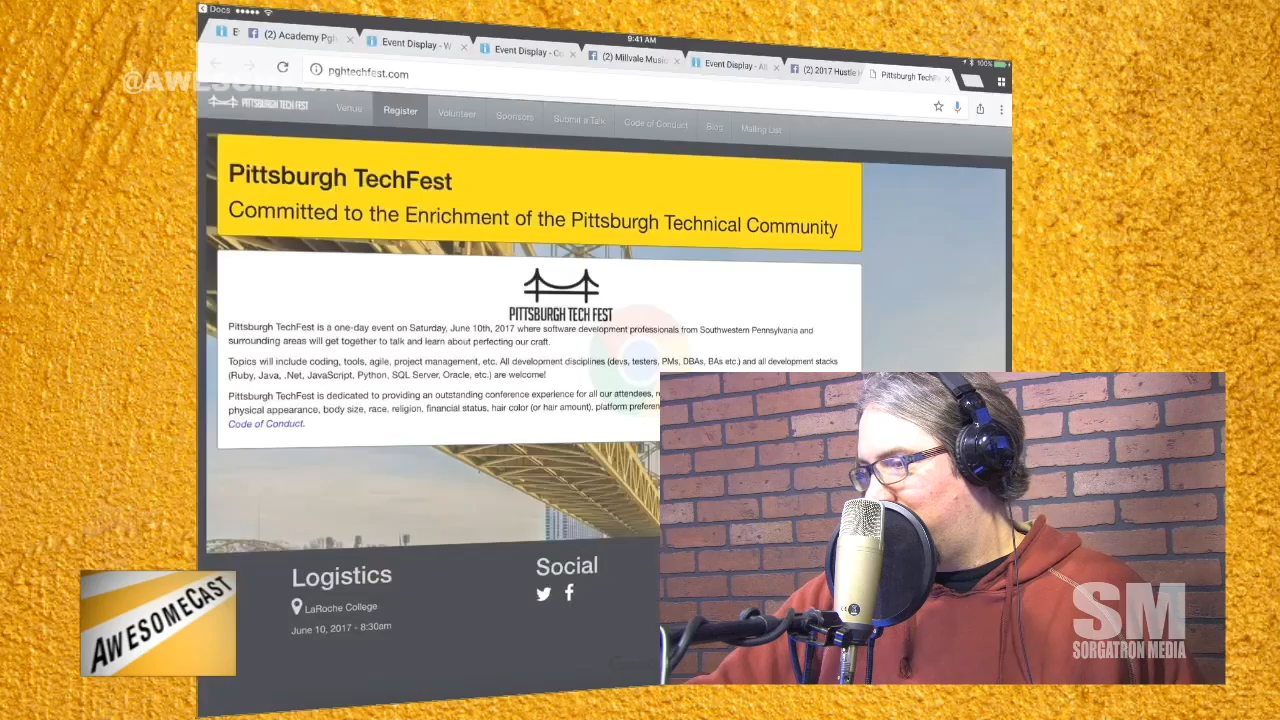 Docs
9:41 AM
100%
(2) Academy Pgh
Event Display - W
Event Display - Co
(2) Millvale Music
Event Display - All
(2) 2017 Hustle H
Pittsburgh TechFe
pghtechfest.com
@AWESOMECAST
PITTSBURGH TECH FEST
Venue
Register
Volunteer
Sponsors
Submit a Talk
Code of Conduct
Blog
Mailing List
Pittsburgh TechFest
Committed to the Enrichment of the Pittsburgh Technical Community
PITTSBURGH TECH FEST
Pittsburgh TechFest is a one-day event on Saturday, June 10th, 2017 where software development professionals from Southwestern Pennsylvania and
surrounding areas will get together to talk and learn about perfecting our craft.
Topics will include coding, tools, agile, project management, etc. All development disciplines (devs, testers, PMs, DBAs, BAs etc.) and all development stacks
(Ruby, Java, .Net, JavaScript, Python, SQL Server, Oracle, etc.) are welcome!
Pittsburgh TechFest is dedicated to providing an outstanding conference experience for all our attendees,
physical appearance, body size, race, religion, financial status, hair color (or hair amount), platform
Code of Conduct.
Logistics
LaRoche College
June 10, 2017 - 8:30am
Social
AWESOMECAST
SM
SORGATRON MEDIA